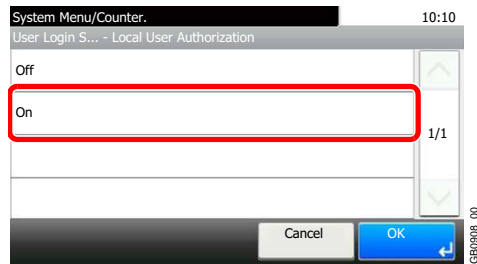 System Menu/Counter.
10:10
User Login S... - Local User Authorization
Off
On
1/1
Cancel
OK
GB0908_00